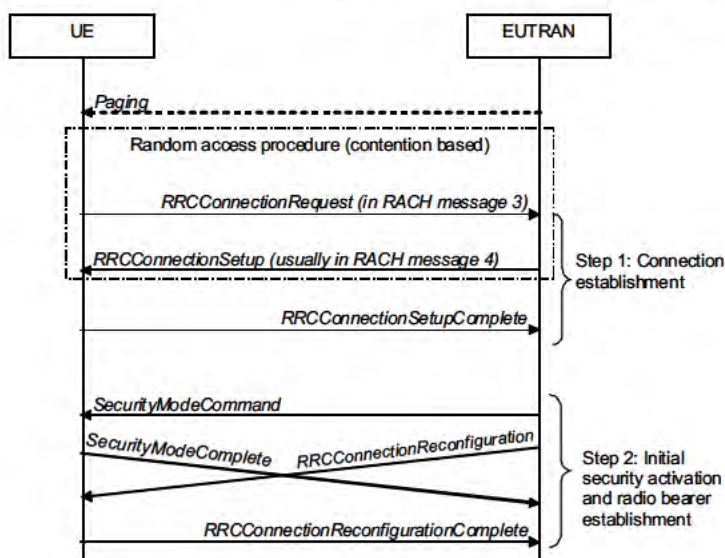 UE
EUTRAN
Paging
Random access procedure (contention based)
RRCConnectionRequest (in RACH message 3)
RRCConnectionSetup (usually in RACH message 4)
Step 1: Connection
establishment
RRCConnectionSetupComplete
SecurityModeCommand
SecurityModeComplete
RRCConnectionReconfiguration
Step 2: Initial
security activation
and radio bearer
establishment
RRCConnectionReconfigurationComplete